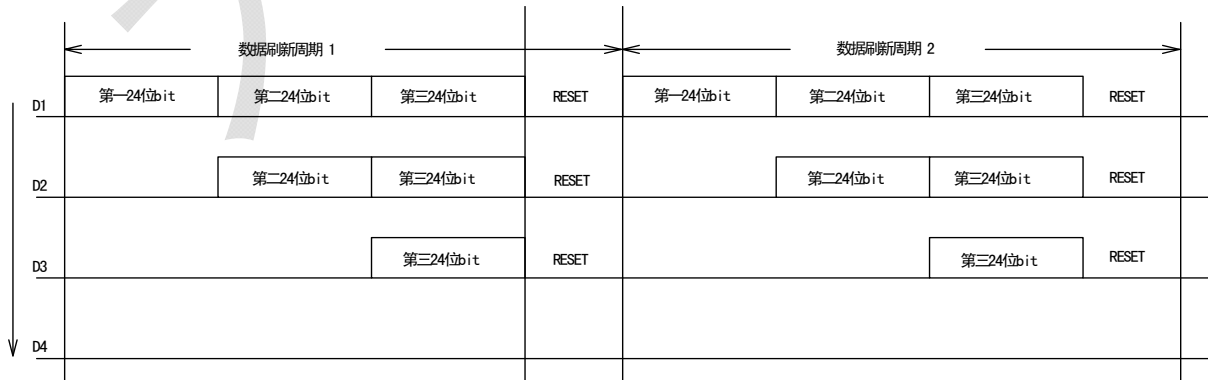 数据刷新周期 1 数据刷新周期 2
D1 第一24位bit 第二24位bit 第三24位bit RESET 第一24位bit 第二24位bit 第三24位bit RESET
D2 第二24位bit 第三24位bit RESET 第二24位bit 第三24位bit RESET
D3 第三24位bit RESET 第三24位bit RESET
D4